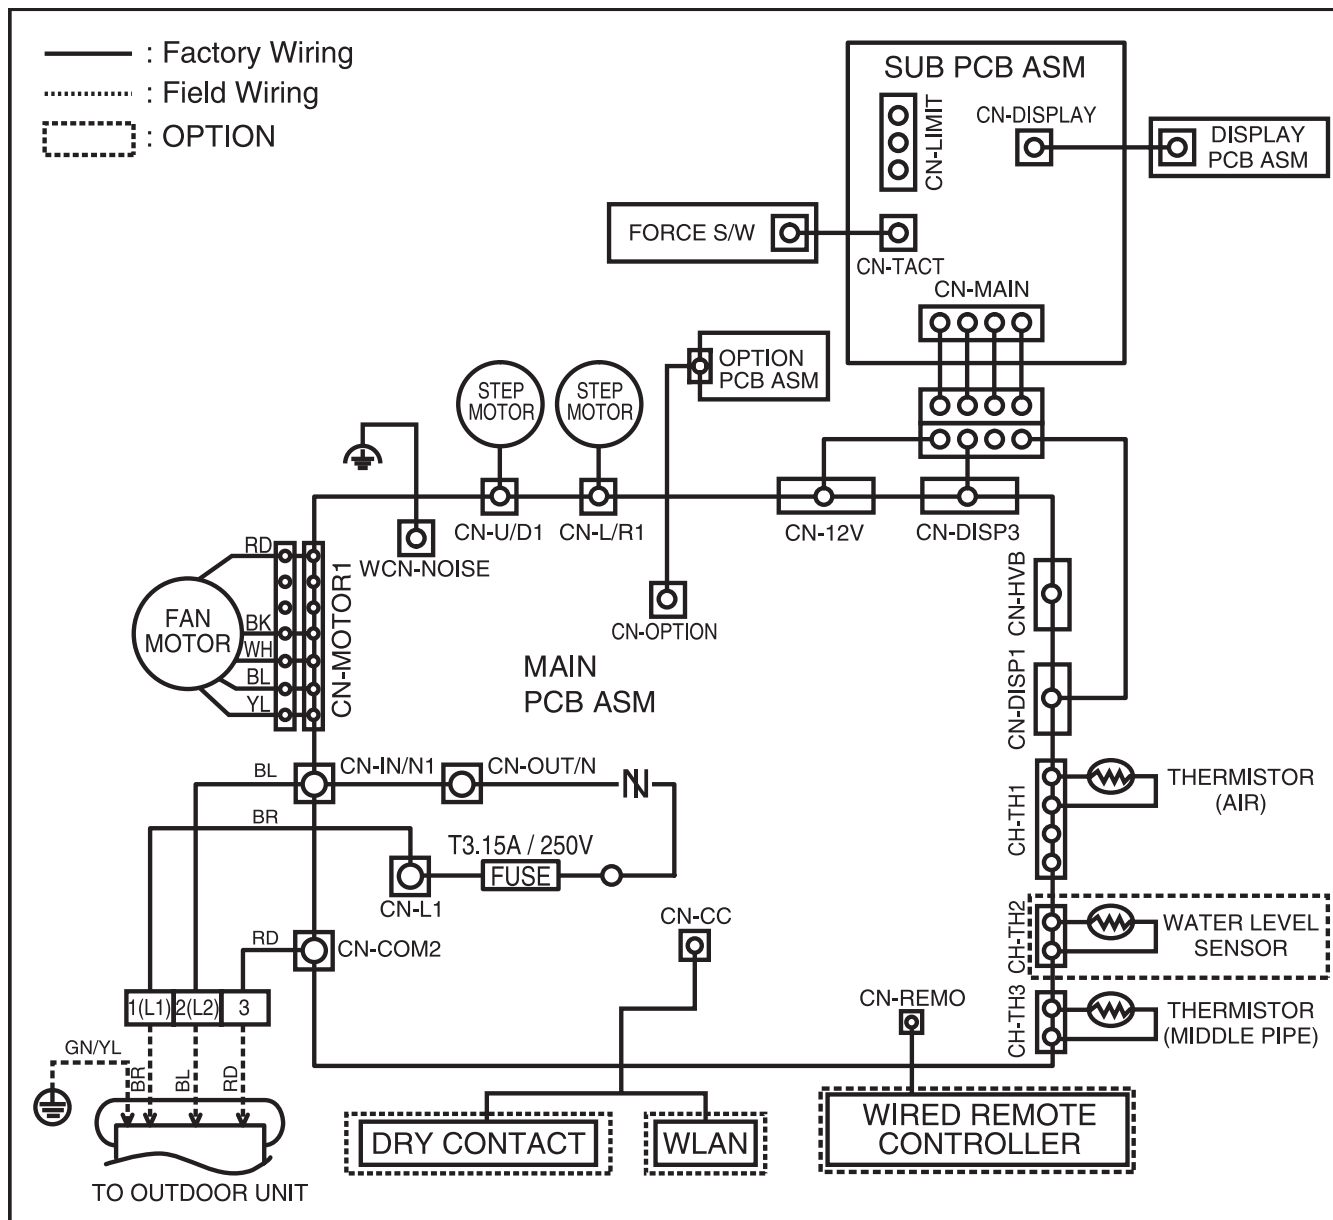 : Factory Wiring
: Field Wiring
: OPTION
SUB PCB ASM
CN-LIMIT
CN-DISPLAY
DISPLAY
PCB ASM
FORCE S/W
CN-TACT
CN-MAIN
OPTION
PCB ASM
STEP
MOTOR
STEP
MOTOR
CN-U/D1
CN-L/R1
CN-12V
CN-DISP3
WCN-NOISE
RD
BK
WH
BL
YL
FAN
MOTOR
CN-MOTOR1
CN-OPTION
MAIN
PCB ASM
CN-HVB
CN-DISP1
BL
CN-IN/N1
CN-OUT/N
BR
T3.15A / 250V
FUSE
CN-L1
CH-TH1
THERMISTOR
(AIR)
CN-CC
RD
CN-COM2
CH-TH2
WATER LEVEL
SENSOR
1(L1)
2(L2)
3
CN-REMO
CH-TH3
THERMISTOR
(MIDDLE PIPE)
GN/YL
BR
BL
RD
DRY CONTACT
WLAN
WIRED REMOTE
CONTROLLER
TO OUTDOOR UNIT